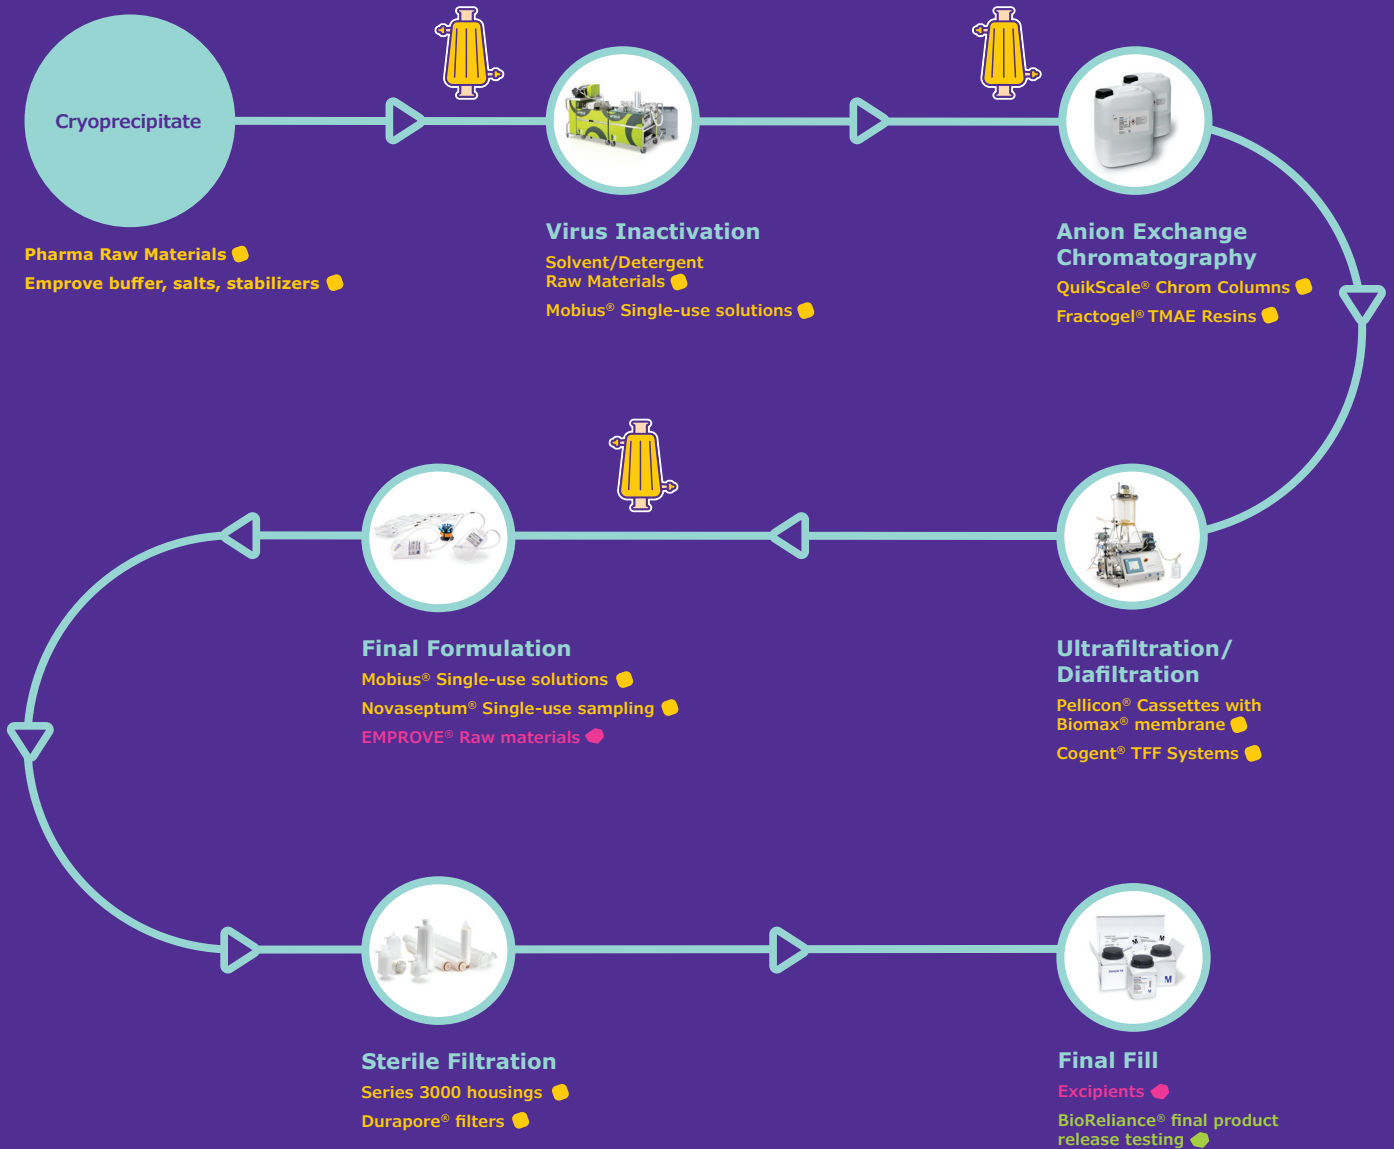 Cryoprecipitate
Pharma Raw Materials
Emprove buffer, salts, stabilizers
Virus Inactivation
Solvent/Detergent
Raw Materials
Mobius® Single-use solutions
Anion Exchange
Chromatography
QuikScale® Chrom Columns
Fractogel® TMAE Resins
Final Formulation
Mobius® Single-use solutions
Novaseptum® Single-use sampling
EMPROVE® Raw materials
Ultrafiltration/
Diafiltration
Pellicon® Cassettes with
Biomax® membrane
Cogent® TFF Systems
Sterile Filtration
Series 3000 housings
Durapore® filters
Final Fill
Excipients
BioReliance® final product
release testing